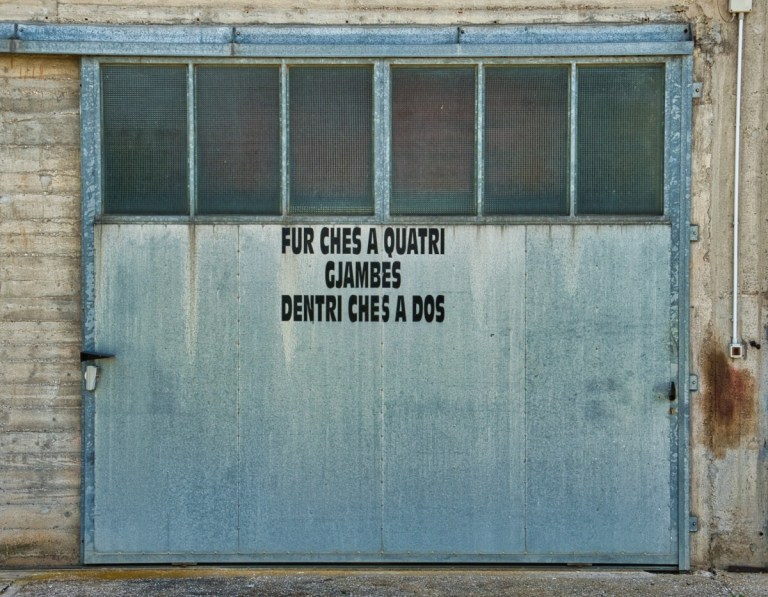 FUR CHES A QUATRI
GJAMBES
DENTRI CHES A DOS